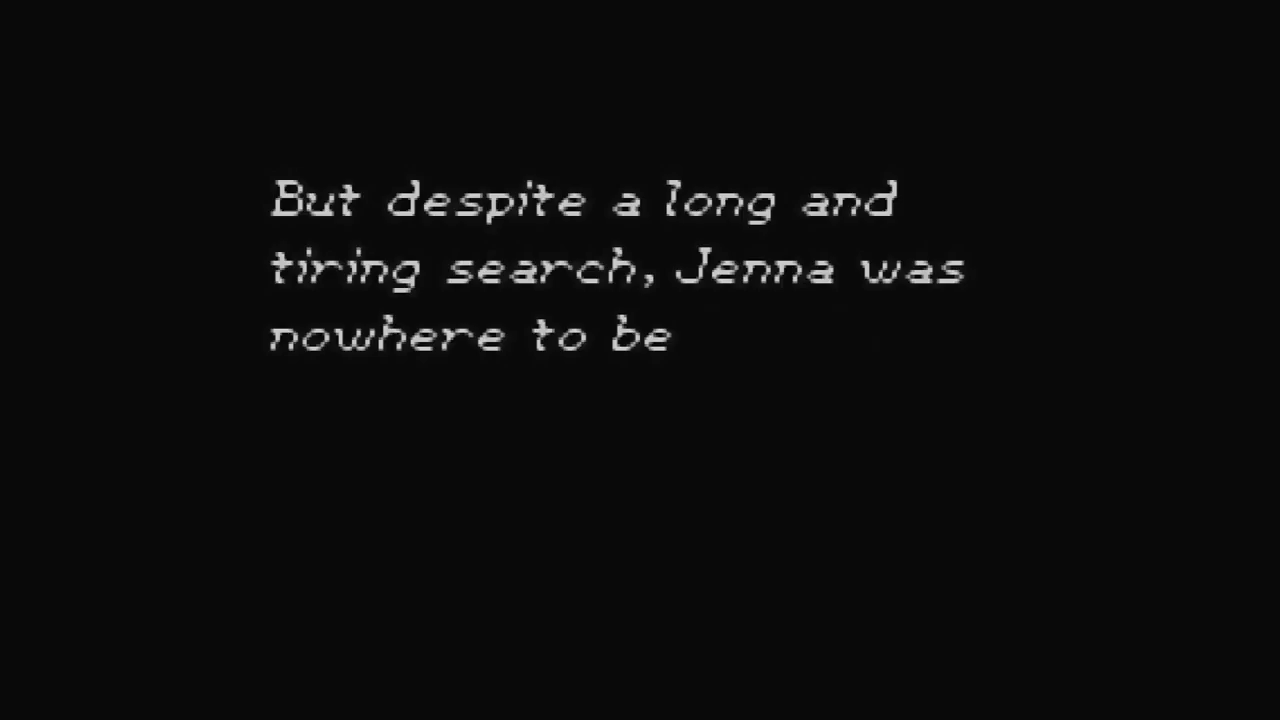 But despite a long and
tiring search, Jenna was
nowhere to be